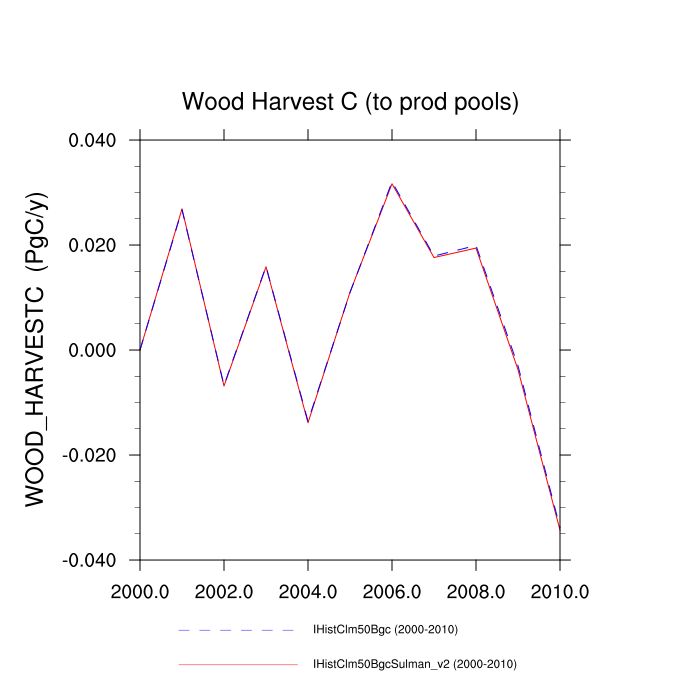 Wood Harvest C (to prod pools)
WOOD_HARVESTC (PgC/y)
0.040
0.020
0.000
-0.020
-0.040
2000.0 2002.0 2004.0 2006.0 2008.0 2010.0
IHistClm50Bgc (2000-2010)
IHistClm50BgcSulman_v2 (2000-2010)